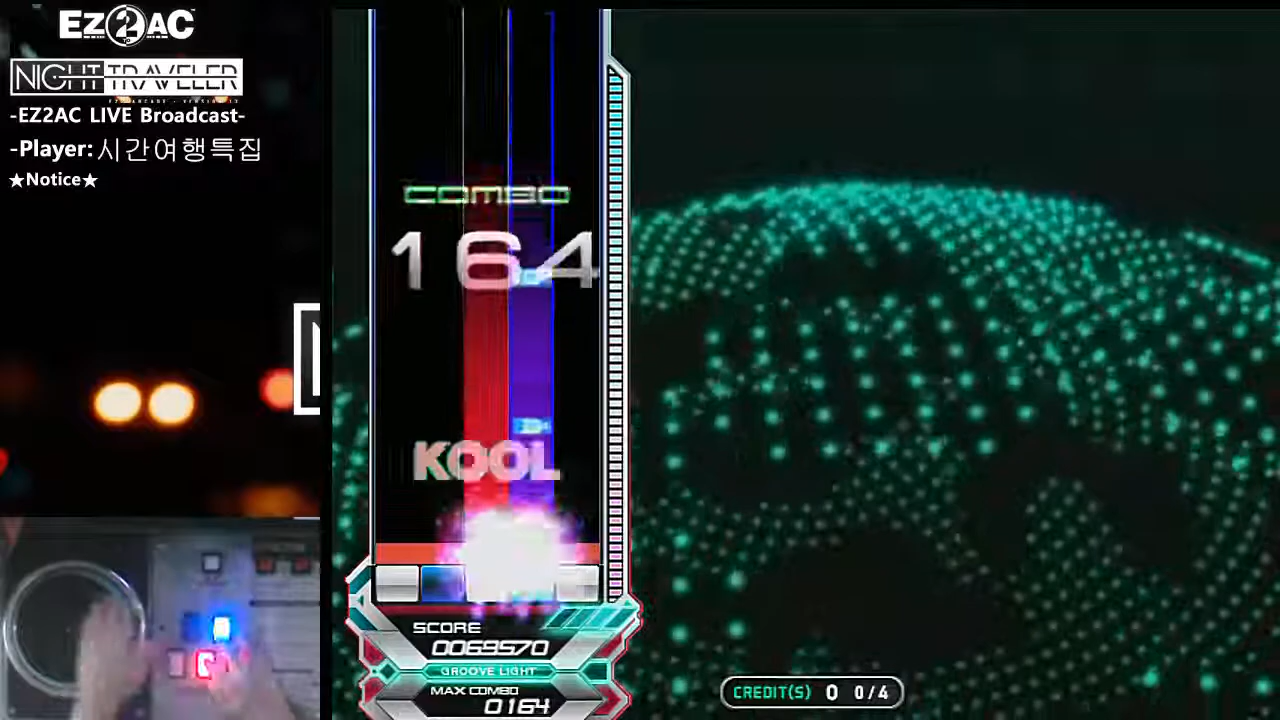 EZ2AC
NIGHT TRAVELER
-EZ2AC LIVE Broadcast-
-Player: 시간여행특집
★Notice★
COMBO
164
KOOL
SCORE
0069570
GROOVE LIGHT
MAX COMBO
0164
CREDIT(S) 0 0/4